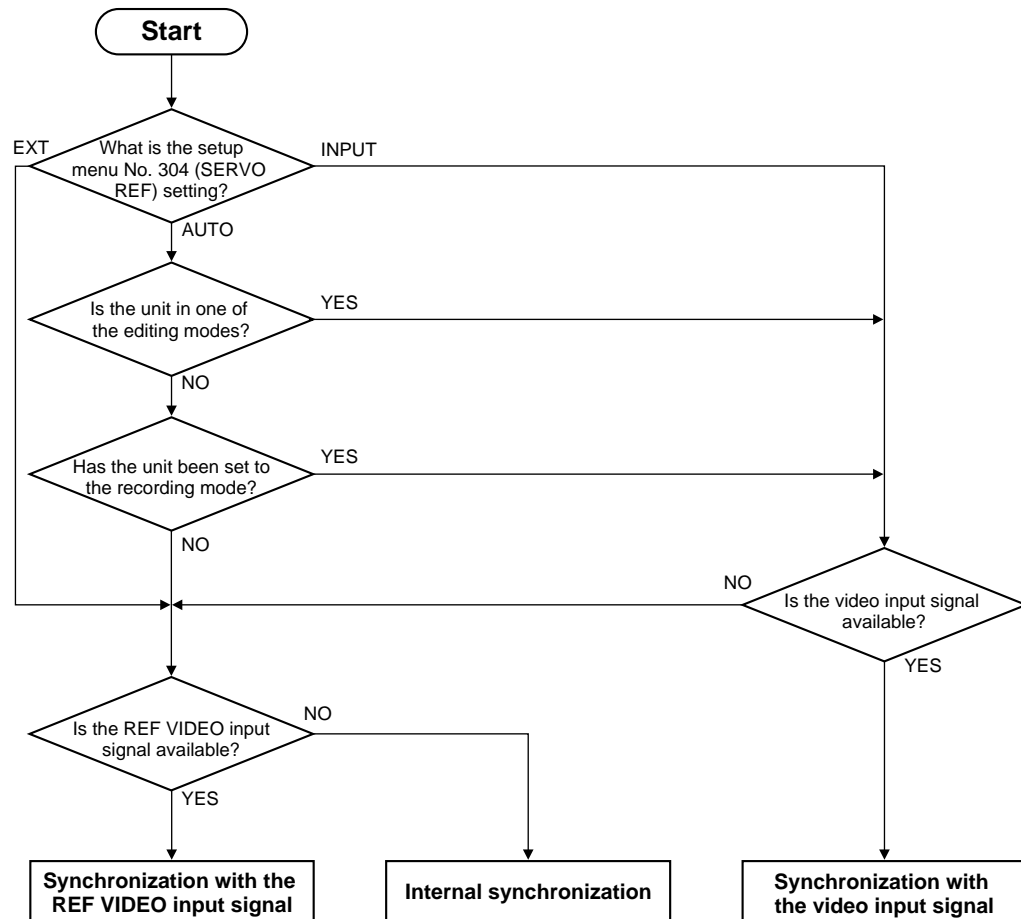 Start
EXT
What is the setup
menu No. 304 (SERVO
REF) setting?
INPUT
AUTO
Is the unit in one of
the editing modes?
YES
NO
Has the unit been set to
the recording mode?
YES
NO
NO
Is the video input signal
available?
YES
Is the REF VIDEO input
signal available?
NO
YES
Synchronization with the
REF VIDEO input signal
Internal synchronization
Synchronization with
the video input signal